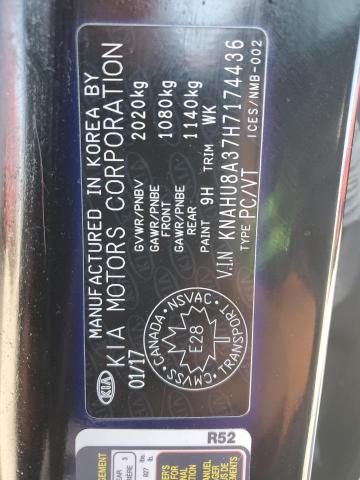 MANUFACTURED IN KOREA BY
KIA MOTORS CORPORATION
01/17
GVWR/PNBV 2020kg
GAWR/PNBE FRONT 1080kg
GAWR/PNBE REAR 1140kg
PAINT 9H TRIM WK
V.I.N KNAHU8A37H7174436
TYPE PC/VT ICES/NMB-002
KIA
CANADA · NSVAC · TRANSPORT · CMVSS
E28
R52